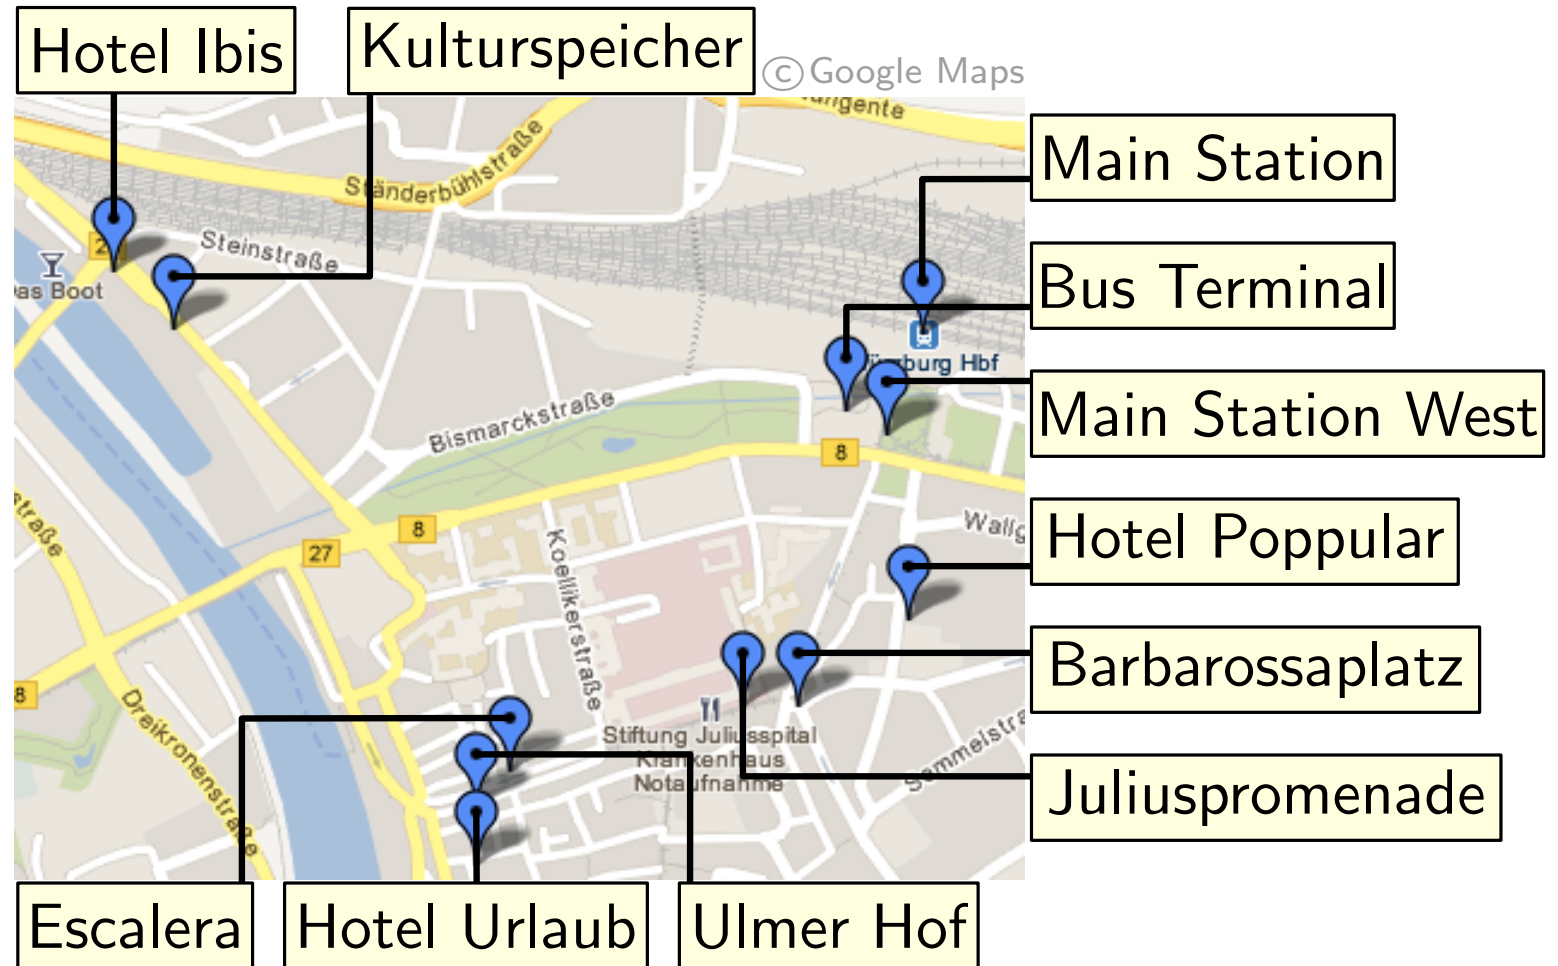 Hotel Ibis
Kulturspeicher
©Google Maps
Main Station
Ständerbühlstraße
Steinstraße
Das Boot
Bus Terminal
Hbf
Main Station West
Bismarckstraße
8
8
27
Hotel Poppular
Koellikerstraße
Barbarossaplatz
8
Dreikronenstraße
Stiftung Juliusspital
Krankenhaus
Notaufnahme
Juliuspromenade
Escalera
Hotel Urlaub
Ulmer Hof